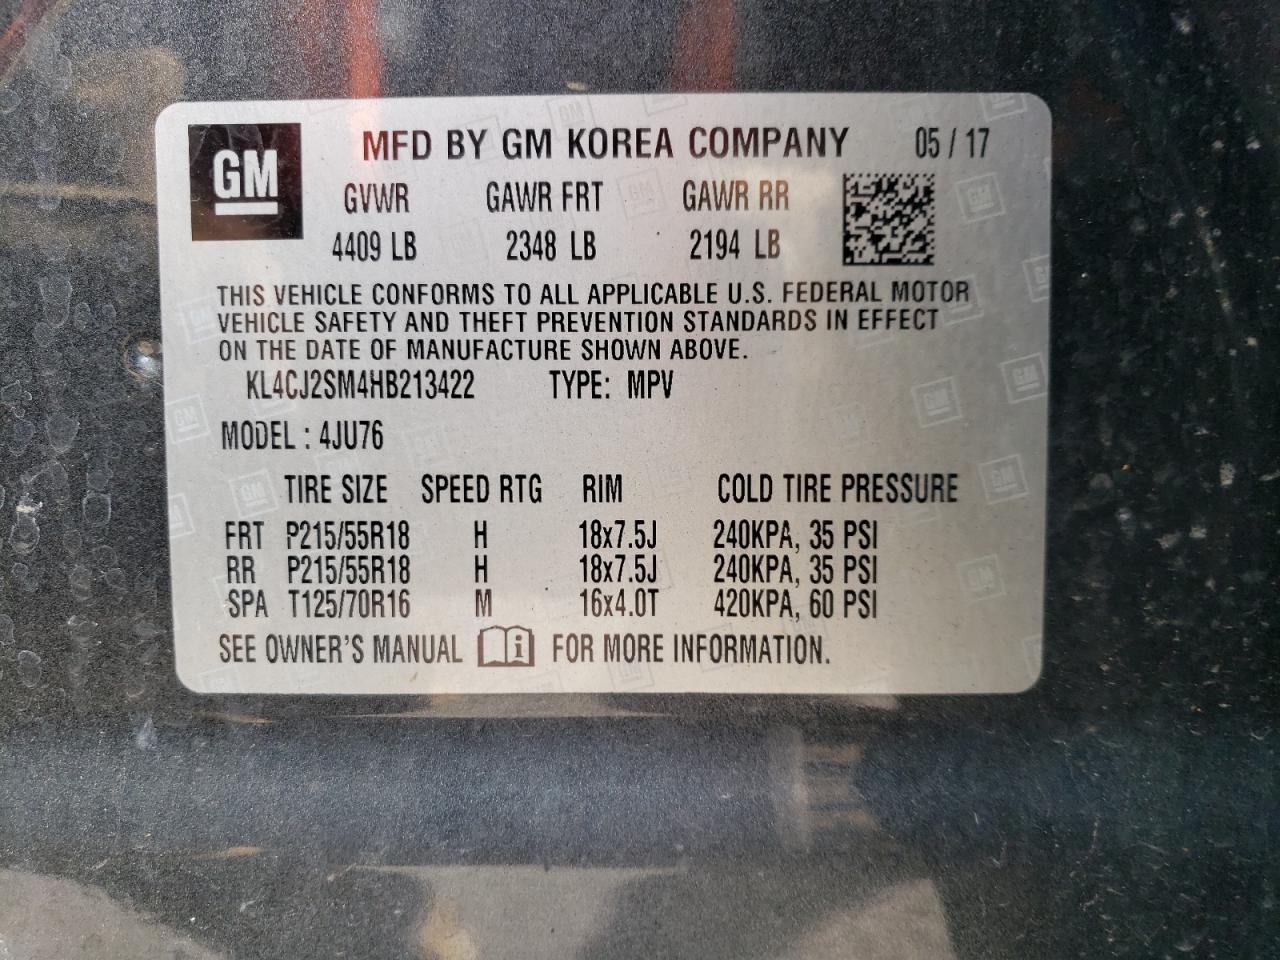 GM MFD BY GM KOREA COMPANY 05 / 17
GVWR GAWR FRT GAWR RR
4409 LB 2348 LB 2194 LB
THIS VEHICLE CONFORMS TO ALL APPLICABLE U.S. FEDERAL MOTOR
VEHICLE SAFETY AND THEFT PREVENTION STANDARDS IN EFFECT
ON THE DATE OF MANUFACTURE SHOWN ABOVE.
KL4CJ2SM4HB213422 TYPE: MPV
MODEL : 4JU76
TIRE SIZE SPEED RTG RIM COLD TIRE PRESSURE
FRT P215/55R18 H 18x7.5J 240KPA, 35 PSI
RR P215/55R18 H 18x7.5J 240KPA, 35 PSI
SPA T125/70R16 M 16x4.0T 420KPA, 60 PSI
SEE OWNER'S MANUAL FOR MORE INFORMATION.